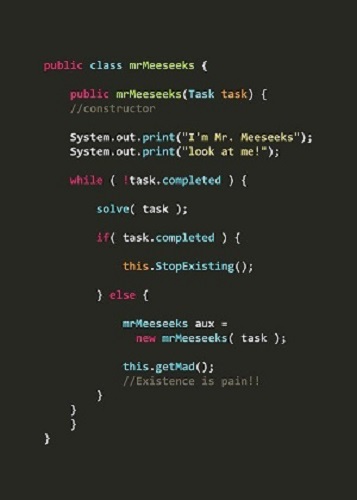 public class mrMeeseeks {
public mrMeeseeks(Task task) {
//constructor
System.out.print("I'm Mr. Meeseeks");
System.out.print("look at me!");
while ( !task.completed ) {
solve( task );
if( task.completed ) {
this.StopExisting();
} else {
mrMeeseeks aux =
new mrMeeseeks( task );
this.getMad();
//Existence is pain!!
}
}
}
}